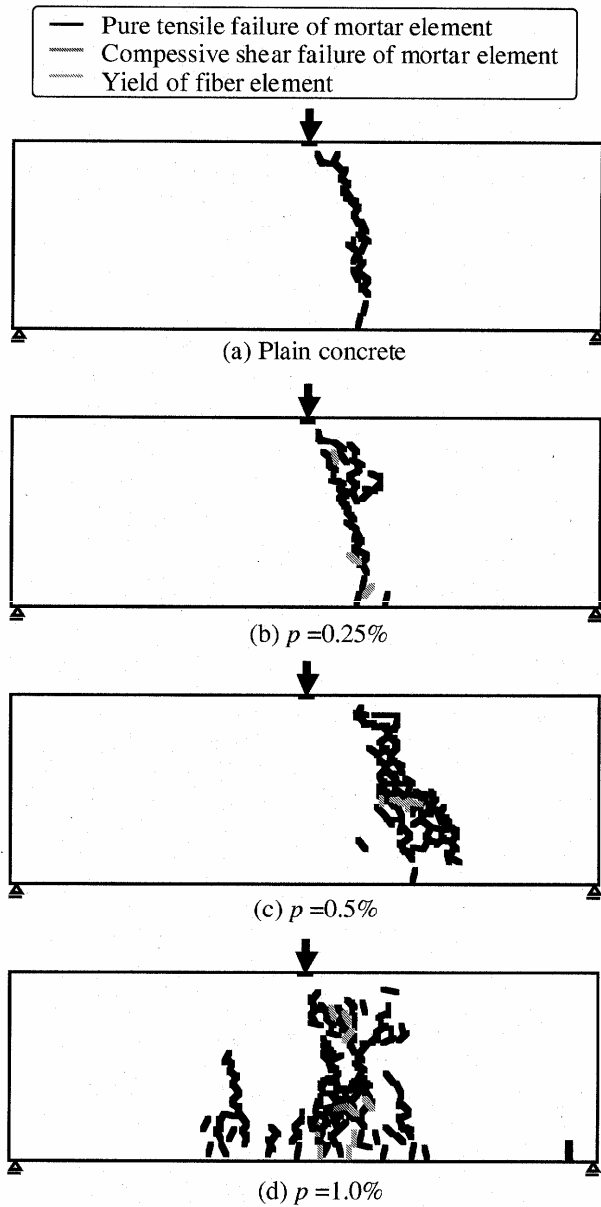 Pure tensile failure of mortar element
Compessive shear failure of mortar element
Yield of fiber element
(a) Plain concrete
(b) p =0.25%
(c) p =0.5%
(d) p =1.0%